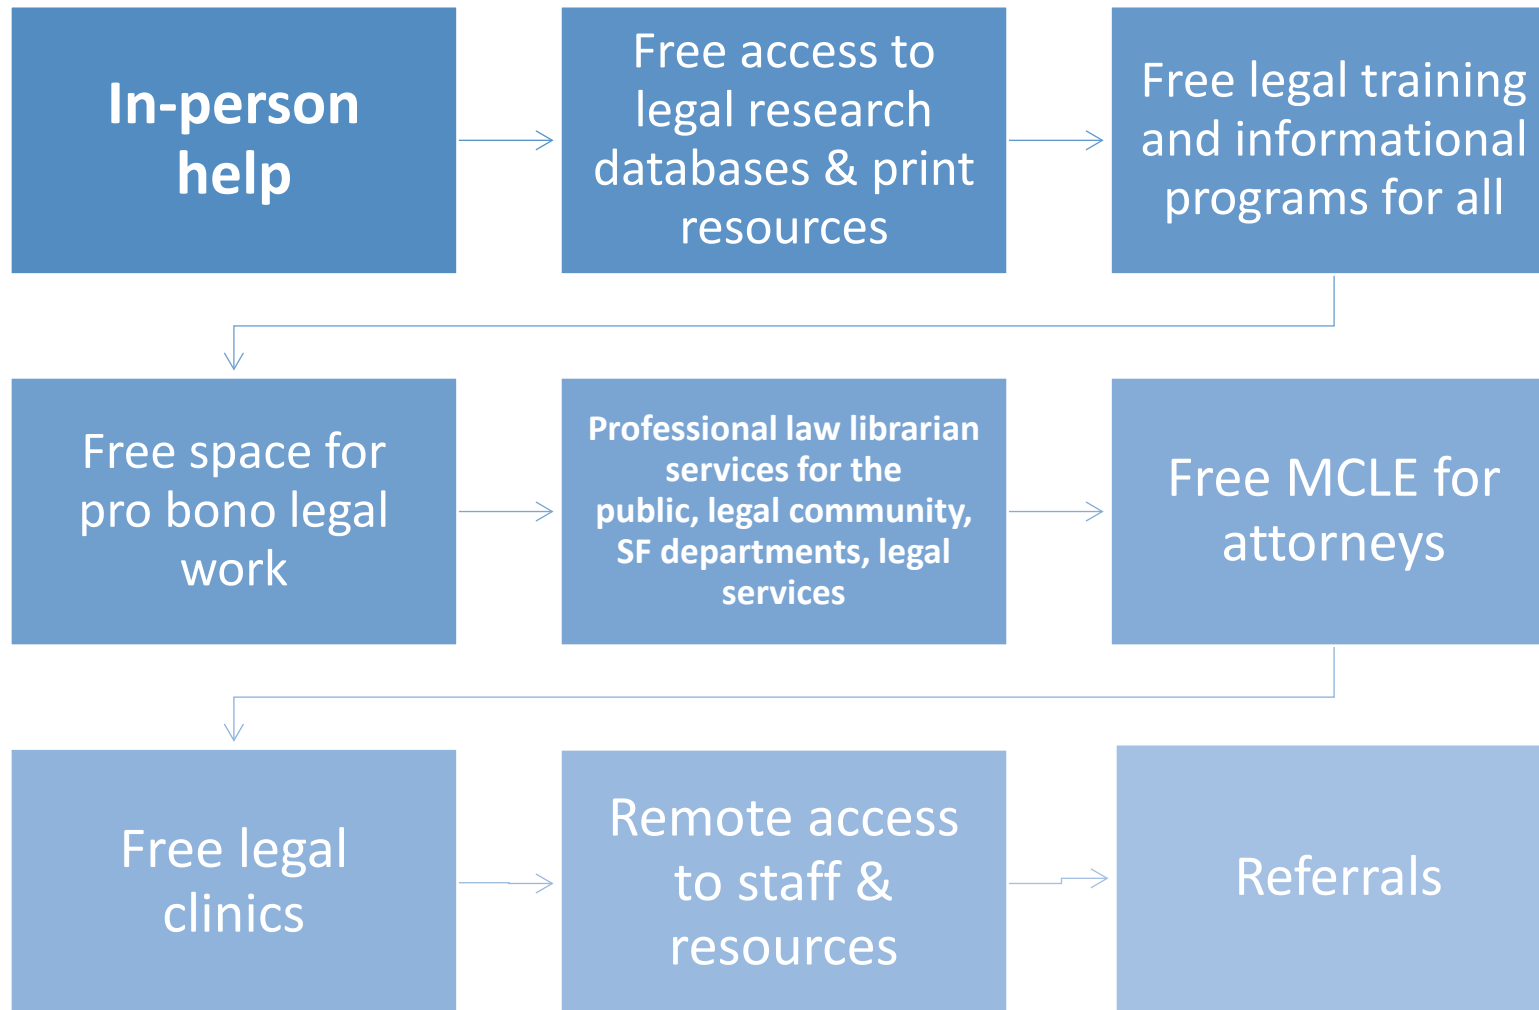 In-person
help
Free access to
legal research
databases & print
resources
Free legal training
and informational
programs for all
Free space for
pro bono legal
work
Professional law librarian
services for the
public, legal community,
SF departments, legal
services
Free MCLE for
attorneys
Free legal
clinics
Remote access
to staff &
resources
Referrals